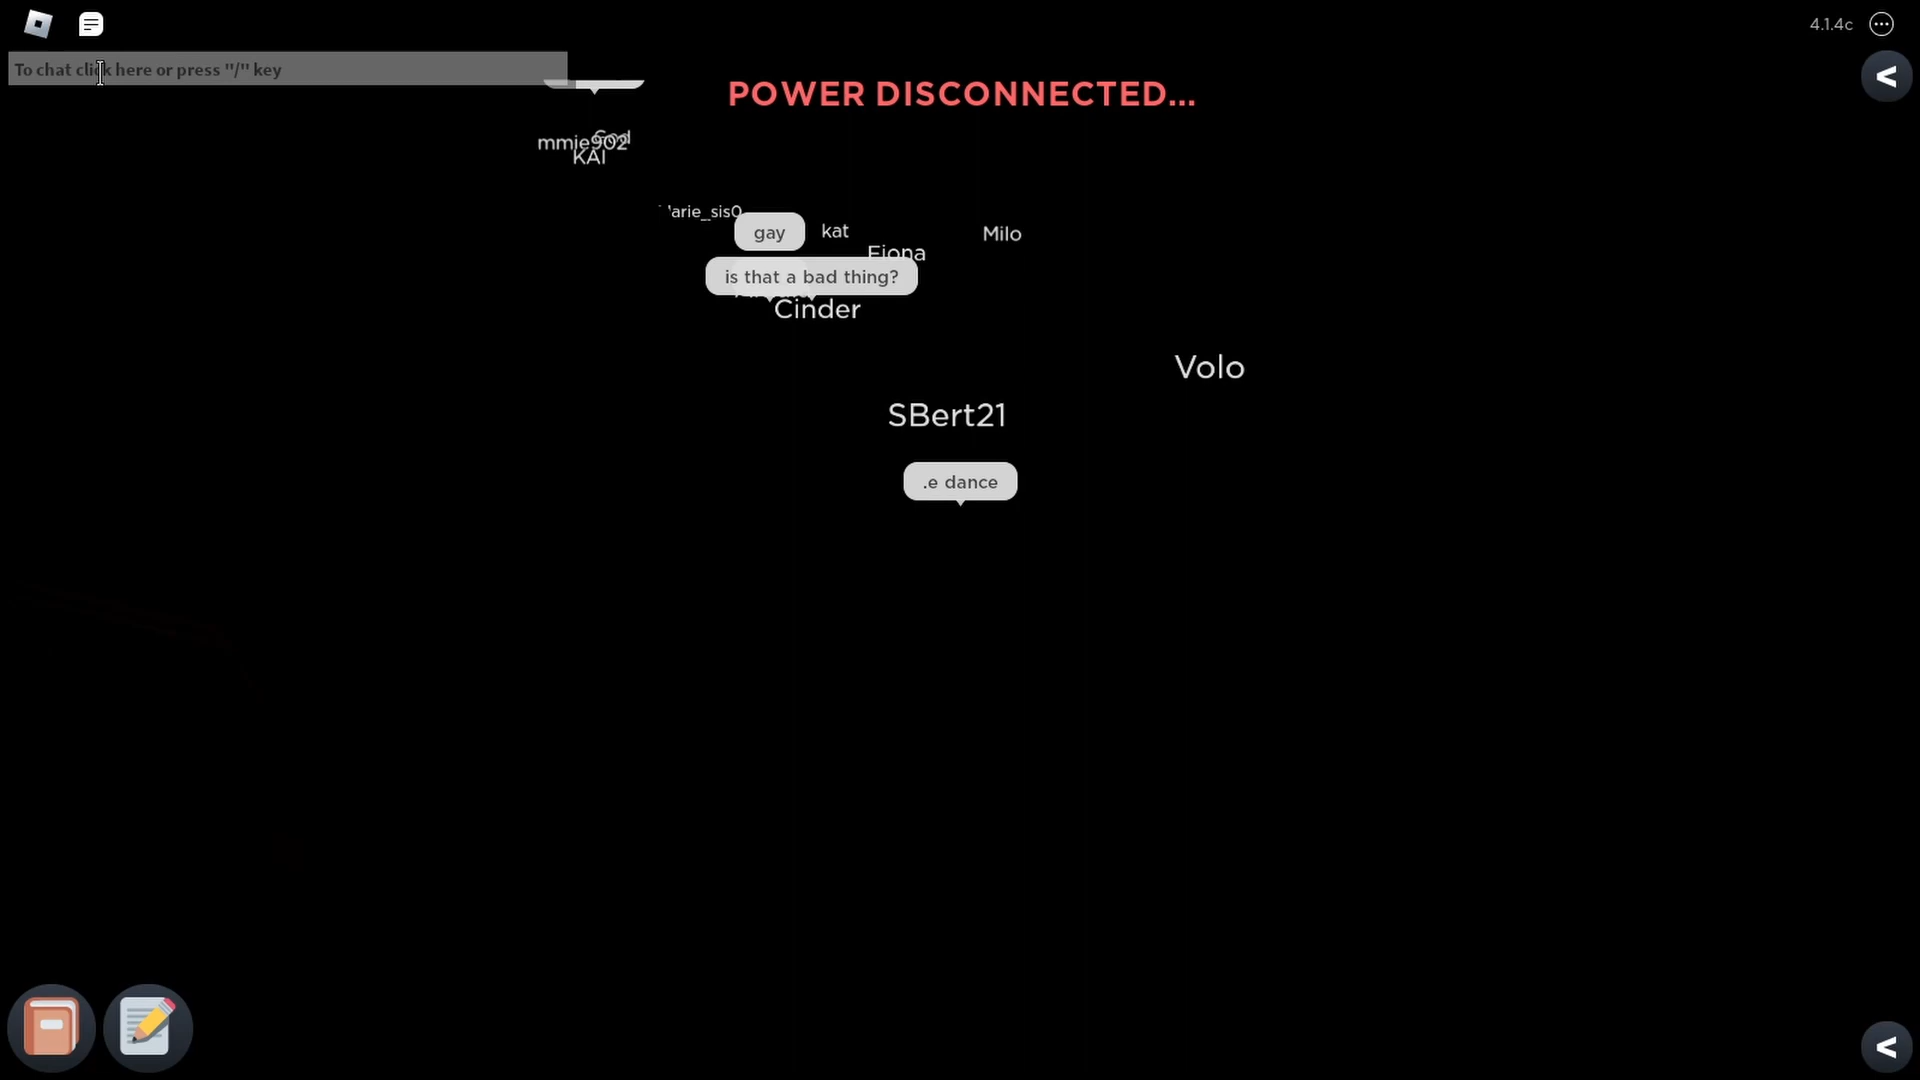 4.1.4c
To chat click here or press "/" key
POWER DISCONNECTED...
mmie902
KAI
gay
kat
Milo
Fiona
is that a bad thing?
Cinder
Volo
SBert21
.e dance